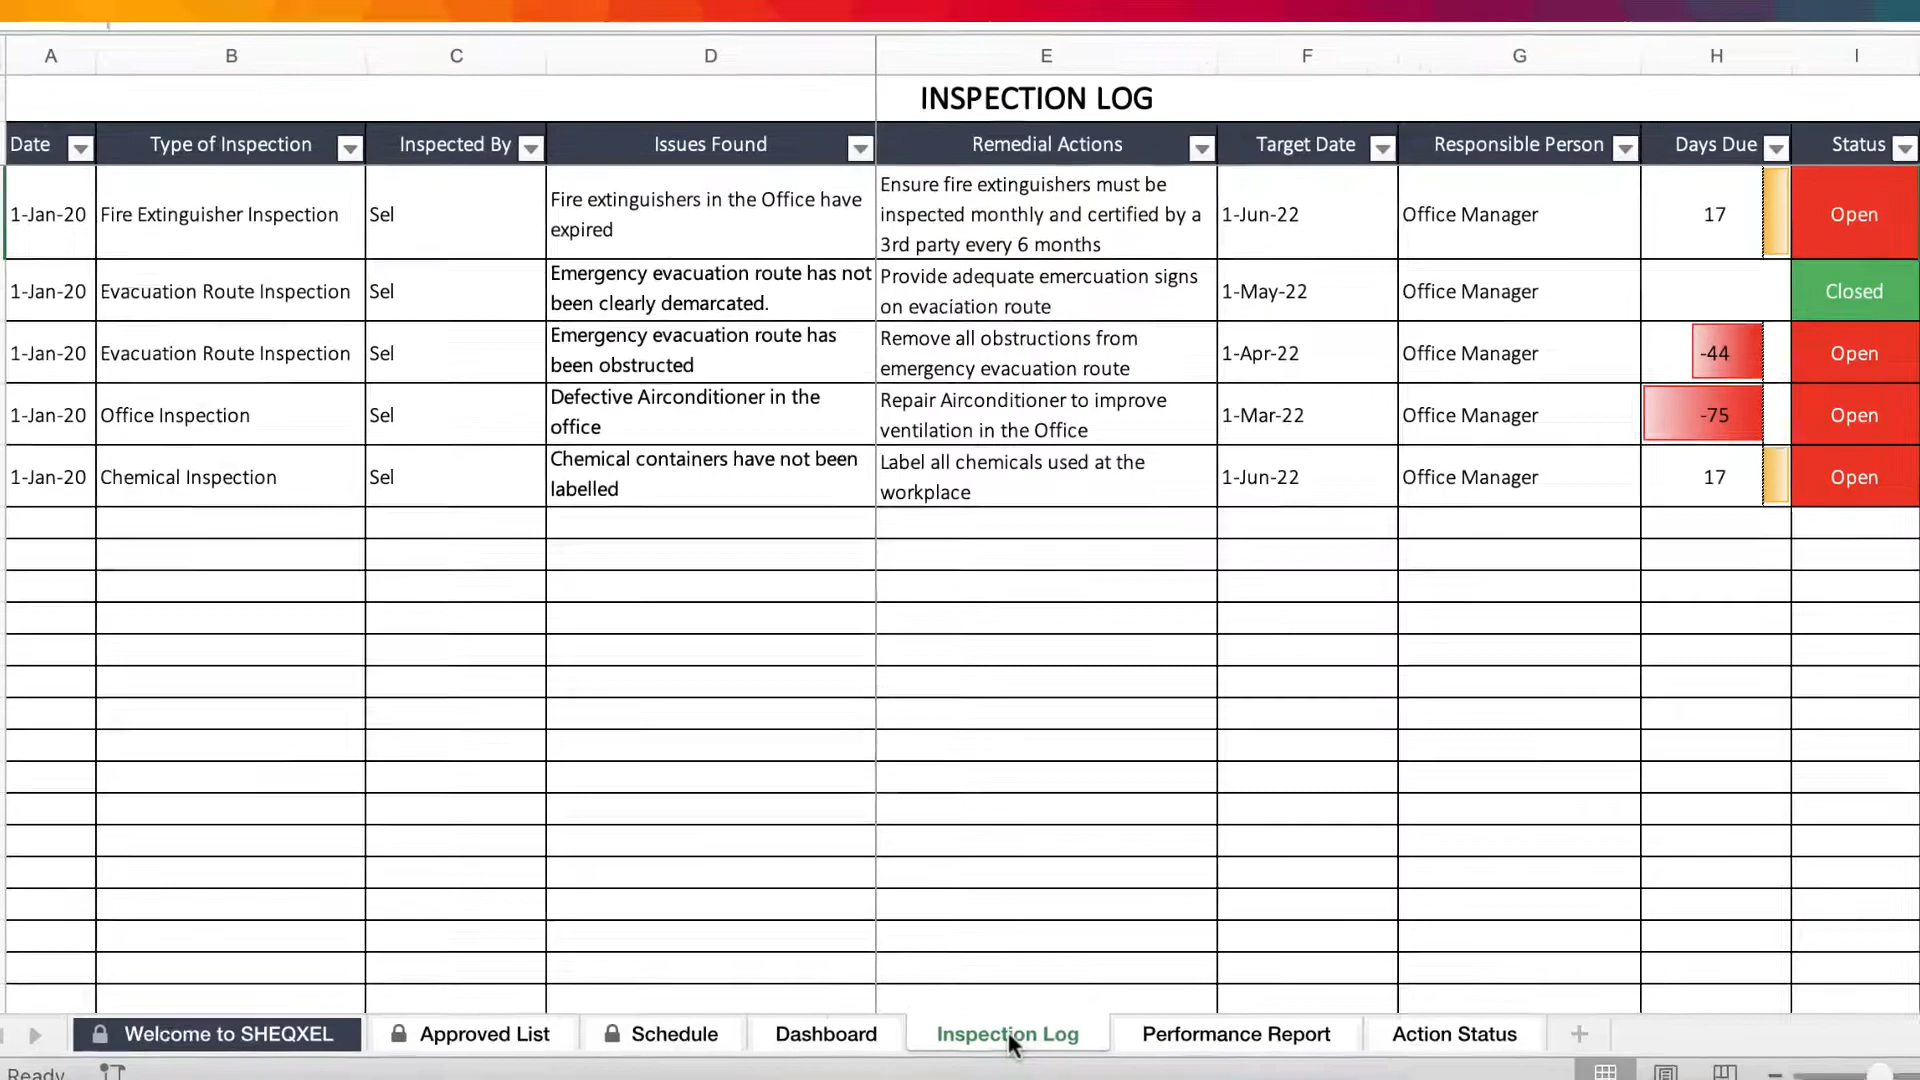 A B C D E F G H I
INSPECTION LOG
Date Type of Inspection Inspected By Issues Found Remedial Actions Target Date Responsible Person Days Due Status
1-Jan-20 Fire Extinguisher Inspection Sel
Fire extinguishers in the Office have
expired
Ensure fire extinguishers must be
inspected monthly and certified by a
3rd party every 6 months
1-Jun-22 Office Manager 17 Open
1-Jan-20 Evacuation Route Inspection Sel
Emergency evacuation route has not
been clearly demarcated.
Provide adequate emercuation signs
on evaciation route
1-May-22 Office Manager Closed
1-Jan-20 Evacuation Route Inspection Sel
Emergency evacuation route has
been obstructed
Remove all obstructions from
emergency evacuation route
1-Apr-22 Office Manager -44 Open
1-Jan-20 Office Inspection Sel
Defective Airconditioner in the
office
Repair Airconditioner to improve
ventilation in the Office
1-Mar-22 Office Manager -75 Open
1-Jan-20 Chemical Inspection Sel
Chemical containers have not been
labelled
Label all chemicals used at the
workplace
1-Jun-22 Office Manager 17 Open
Welcome to SHEQXEL Approved List Schedule Dashboard Inspection Log Performance Report Action Status
Ready